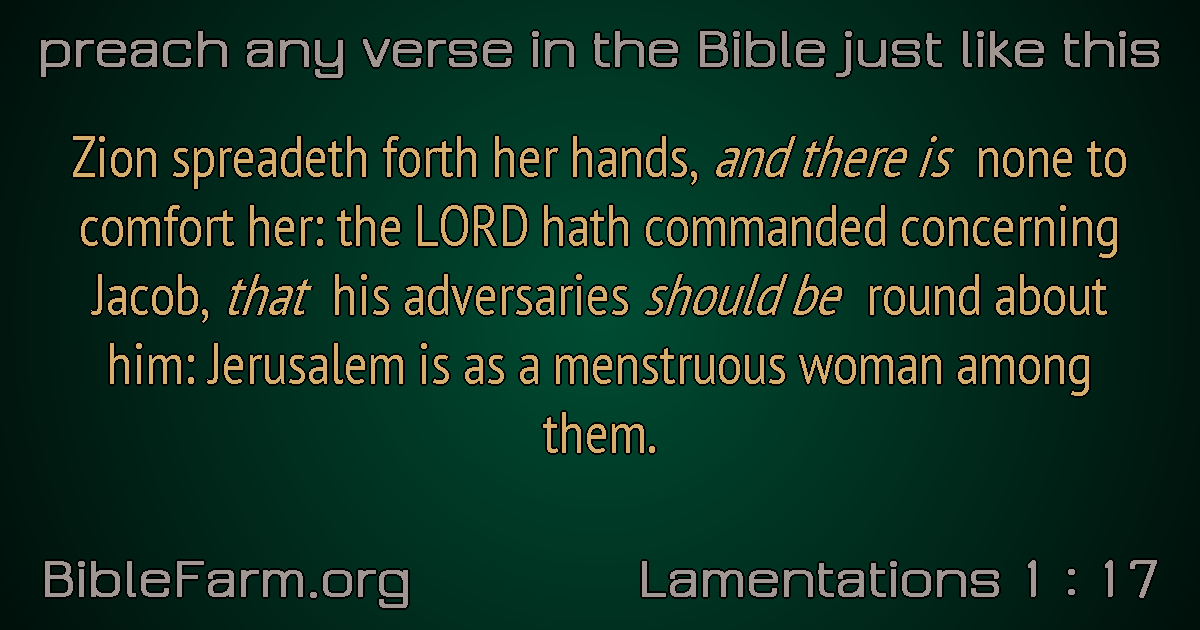 preach any verse in the Bible just like this
Zion spreadeth forth her hands, and there is none to
comfort her: the LORD hath commanded concerning
Jacob, that his adversaries should be round about
him: Jerusalem is as a menstruous woman among
them.
BibleFarm.org
Lamentations 1 : 17